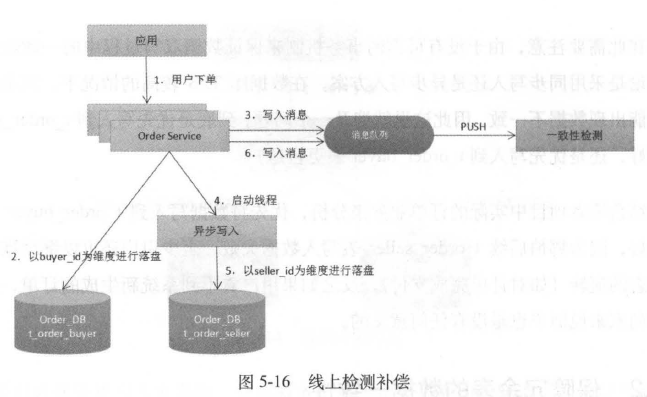 应用
1. 用户下单
Order Service
3. 写入消息
6. 写入消息
消息队列
PUSH
一致性检测
4. 启动线程
异步写入
2. 以buyer_id为维度进行落盘
5. 以seller_id为维度进行落盘
Order_DB
t_order_buyer
Order_DB
t_order_seller
图 5-16 线上检测补偿